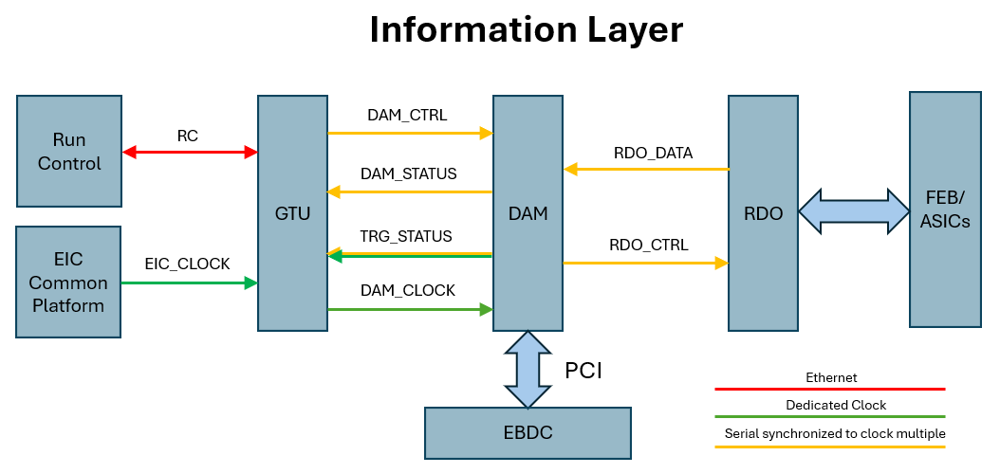 Information Layer
Run
Control
RC
GTU
DAM_CTRL
DAM_STATUS
TRG_STATUS
DAM_CLOCK
DAM
RDO_DATA
RDO_CTRL
RDO
FEB/
ASICs
EIC
Common
Platform
EIC_CLOCK
PCI
EBDC
Ethernet
Dedicated Clock
Serial synchronized to clock multiple